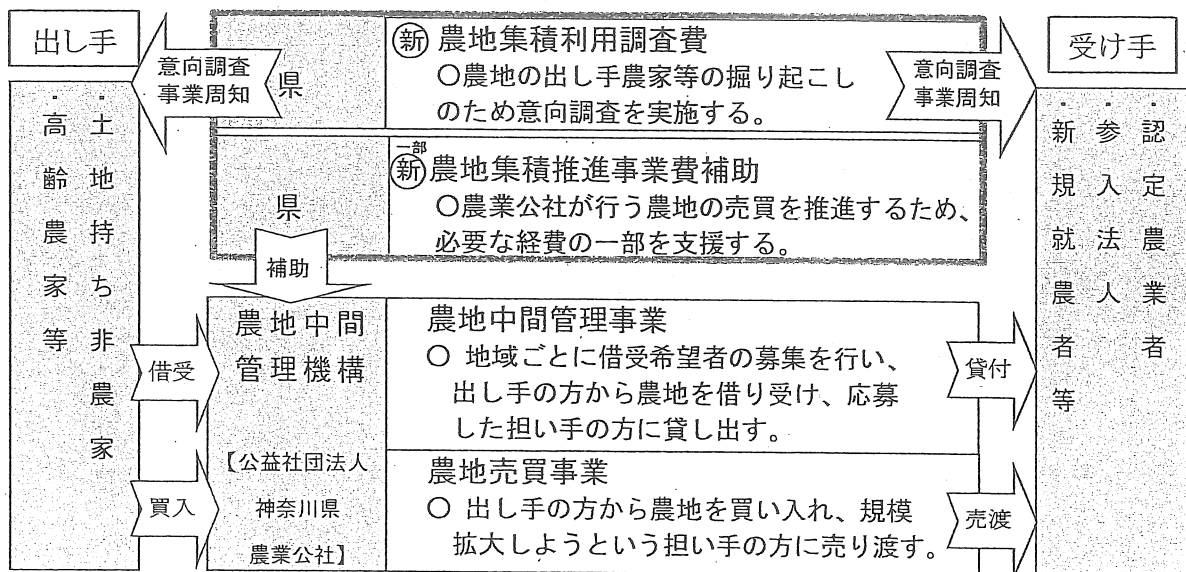 出し手
・土地持ち非農家
・高齢農家等
意向調査
事業周知
県
㊟新 農地集積利用調査費
○農地の出し手農家等の掘り起こし
のため意向調査を実施する。
意向調査
事業周知
受け手
・認定農業者
・参入法人
・新規就農者等
県
一部
新 農地集積推進事業費補助
○農業公社が行う農地の売買を推進するため、
必要な経費の一部を支援する。
補助
借受
買入
農地中間
管理機構
【公益社団法人
神奈川県
農業公社】
農地中間管理事業
○ 地域ごとに借受希望者の募集を行い、
出し手の方から農地を借り受け、応募
した担い手の方に貸し出す。
農地売買事業
○ 出し手の方から農地を買い入れ、規模
拡大しようという担い手の方に売り渡す。
貸付
売渡